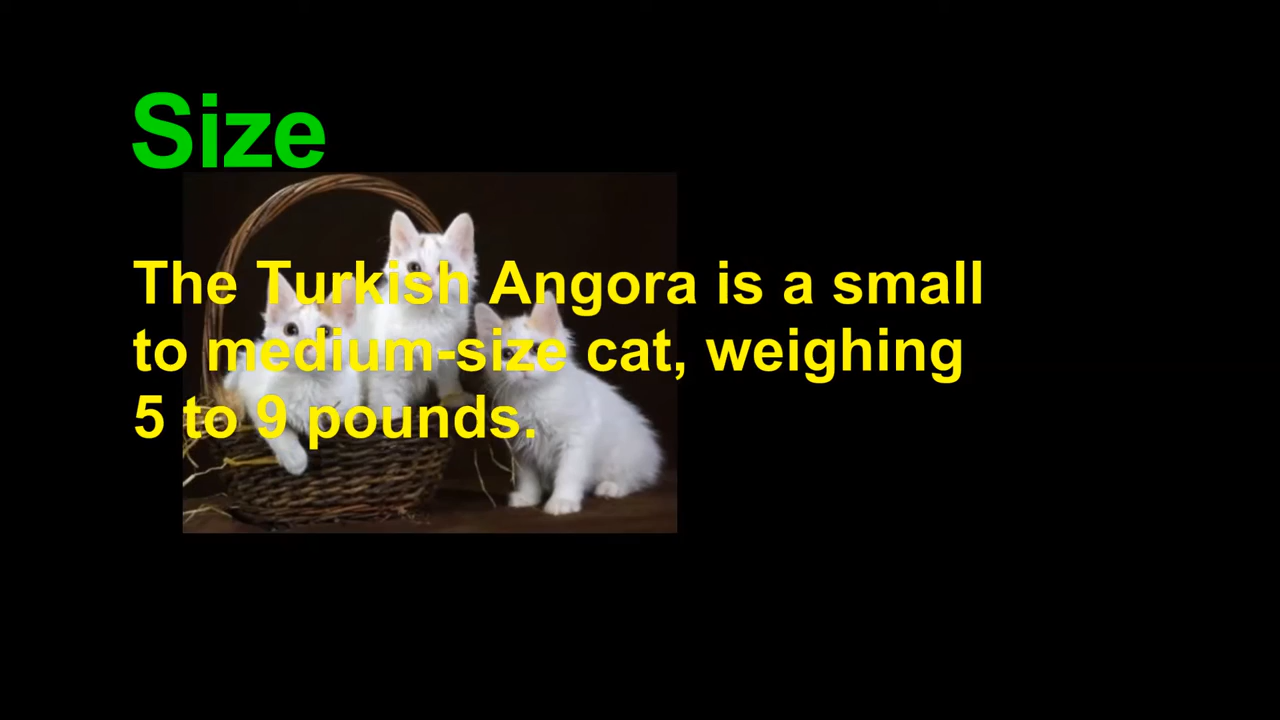 Size
The Turkish Angora is a small
to medium-size cat, weighing
5 to 9 pounds.